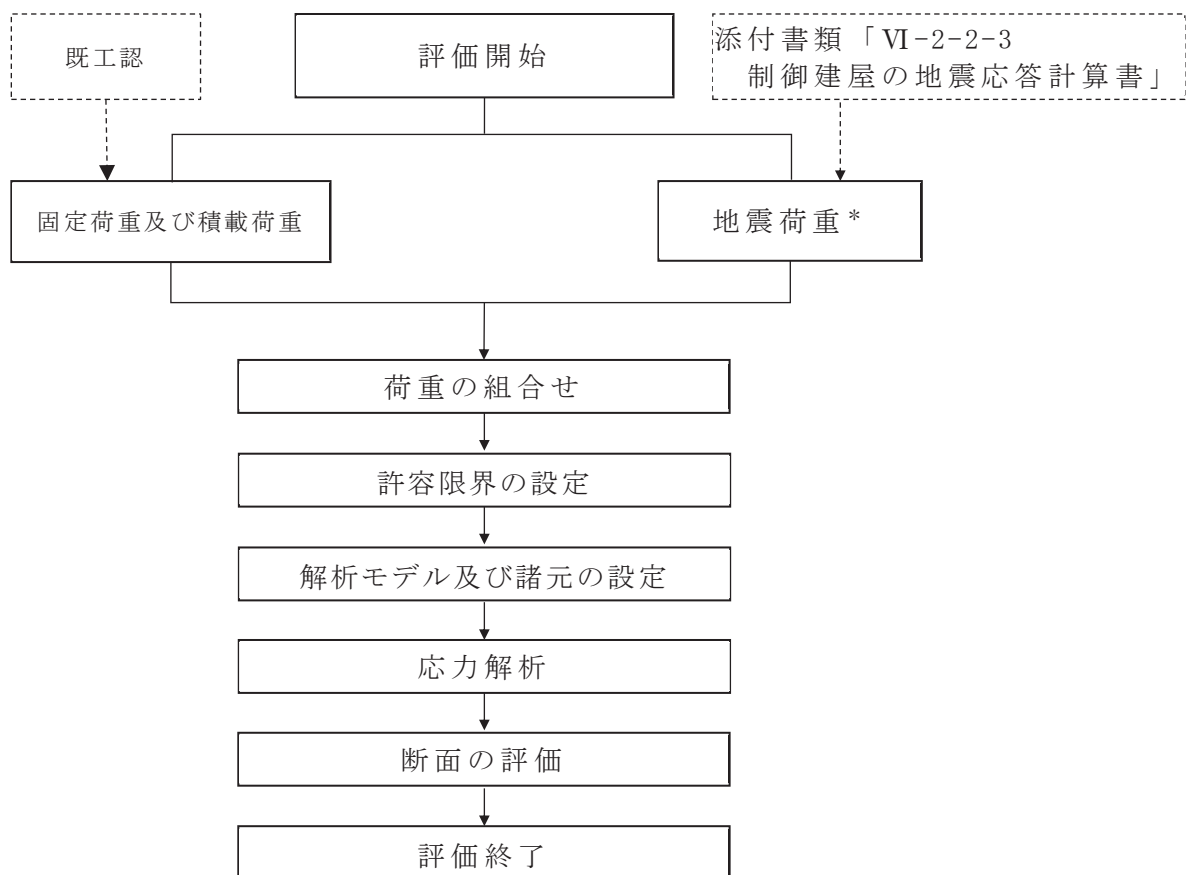 既工認
評価開始
添付書類「Ⅵ-2-2-3
制御建屋の地震応答計算書」
固定荷重及び積載荷重
地震荷重*
荷重の組合せ
許容限界の設定
解析モデル及び諸元の設定
応力解析
断面の評価
評価終了